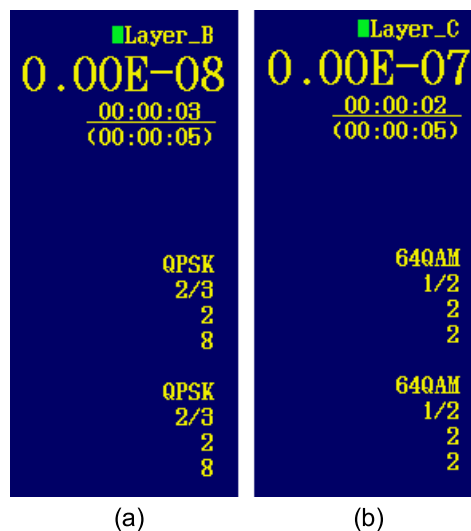 Layer_B
0.00E-08
00:00:03
(00:00:05)
QPSK
2/3
2
8
QPSK
2/3
2
8
(a)
Layer_C
0.00E-07
00:00:02
(00:00:05)
64QAM
1/2
2
2
64QAM
1/2
2
2
(b)